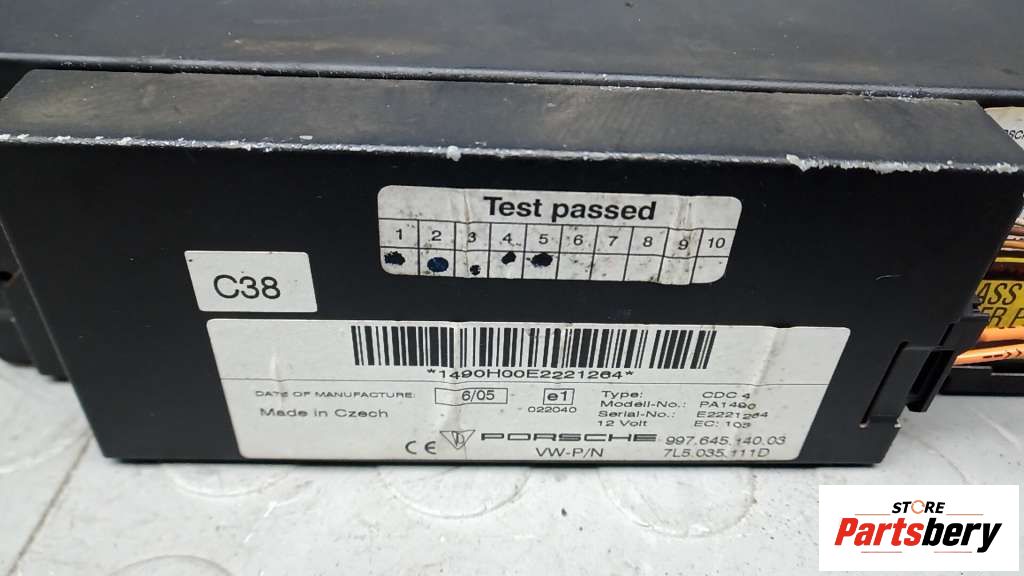 Test passed
1 2 3 4 5 6 7 8 9 10
C38
*1490H00E2221264*
DATE OF MANUFACTURE: 6/05 e1 Type: CDC 4
022040 Modell-No.: PA1490
Made in Czech Serial-No.: E2221264
12 Volt EC: 103
CE PORSCHE 997.645.140.03
VW-P/N 7L5.035.111D
ASS
ER.F
STORE
Partsbery